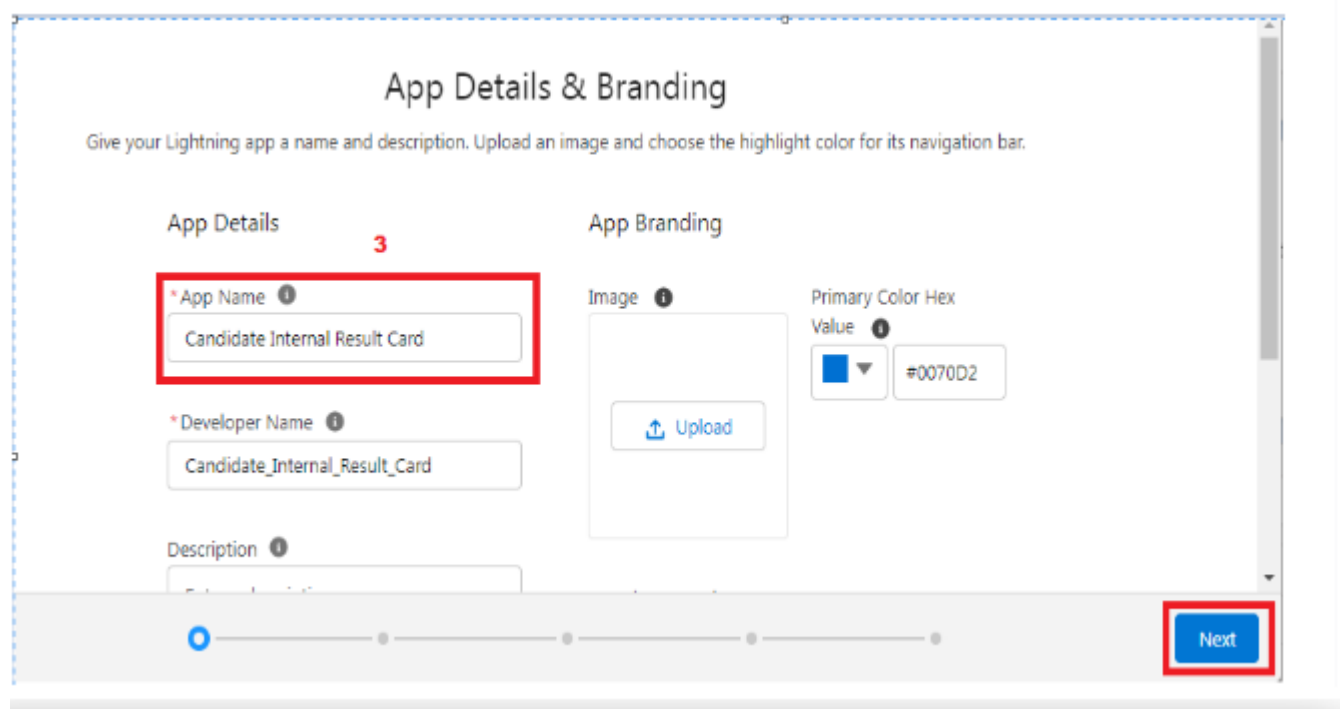 App Details & Branding
Give your Lightning app a name and description. Upload an image and choose the highlight color for its navigation bar.
App Details
App Branding
3
*App Name
Image
Primary Color Hex
Value
Candidate Internal Result Card
#0070D2
*Developer Name
Upload
Candidate_Internal_Result_Card
Description
Next